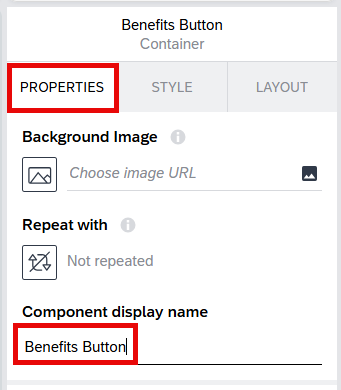 Benefits Button
Container
PROPERTIES STYLE LAYOUT
Background Image i
Choose image URL
Repeat with i
Not repeated
Component display name
Benefits Button